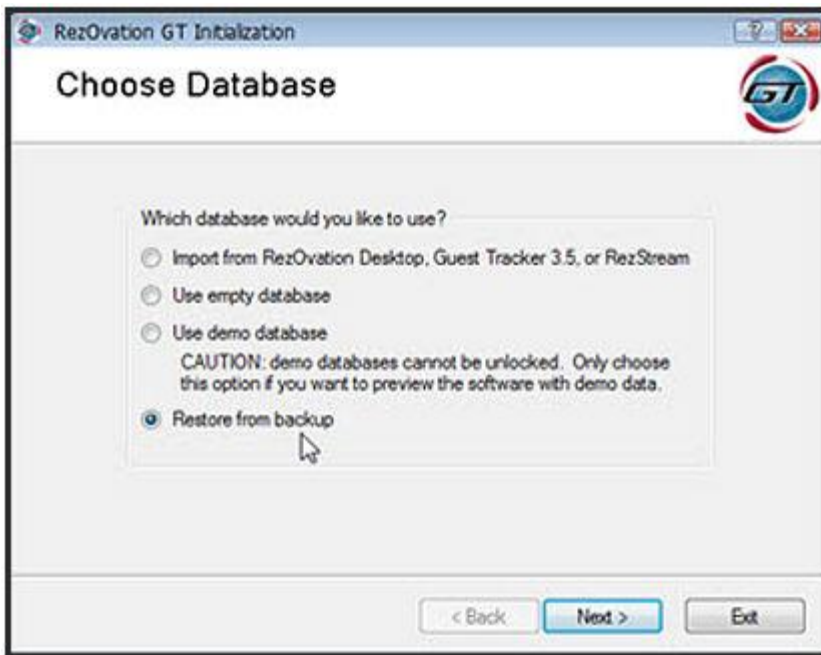 RezOvation GT Initialization
Choose Database
GT
Which database would you like to use?
Import from RezOvation Desktop, Guest Tracker 3.5, or RezStream
Use empty database
Use demo database
CAUTION: demo databases cannot be unlocked. Only choose
this option if you want to preview the software with demo data.
Restore from backup
< Back
Next >
Exit